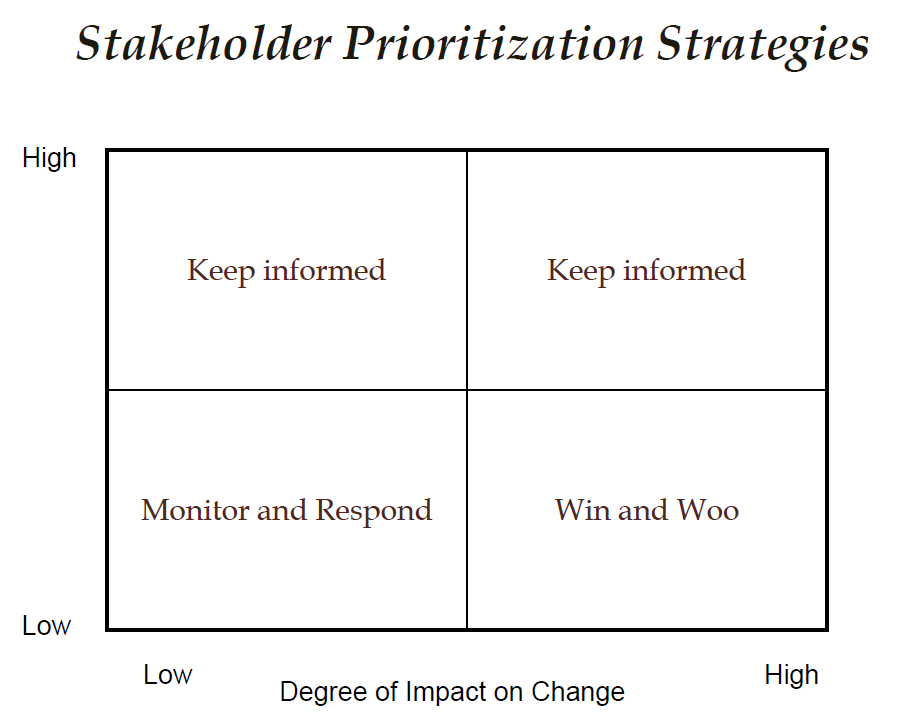 Stakeholder Prioritization Strategies
High
Keep informed
Keep informed
Monitor and Respond
Win and Woo
Low
Low
High
Degree of Impact on Change